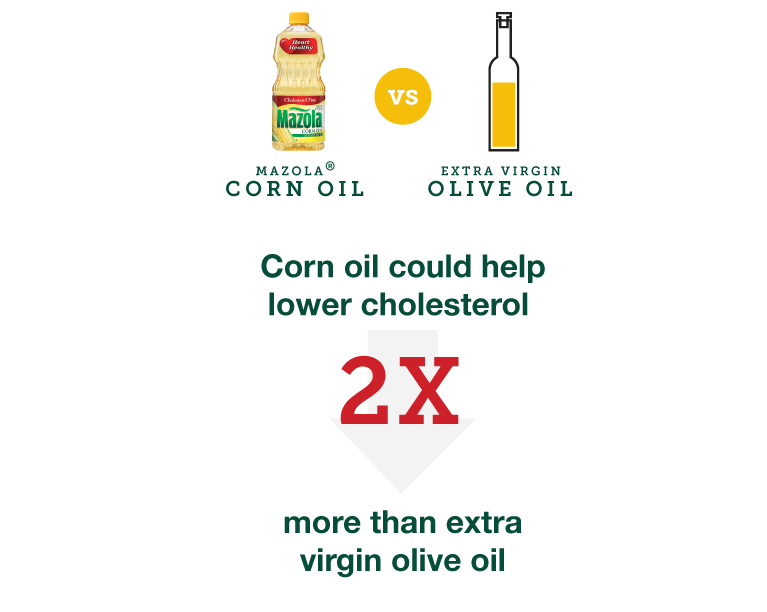 Heart
Healthy
Cholesterol Free
Mazola
CORN OIL
vs
MAZOLA®
CORN OIL
EXTRA VIRGIN
OLIVE OIL
Corn oil could help
lower cholesterol
2X
more than extra
virgin olive oil